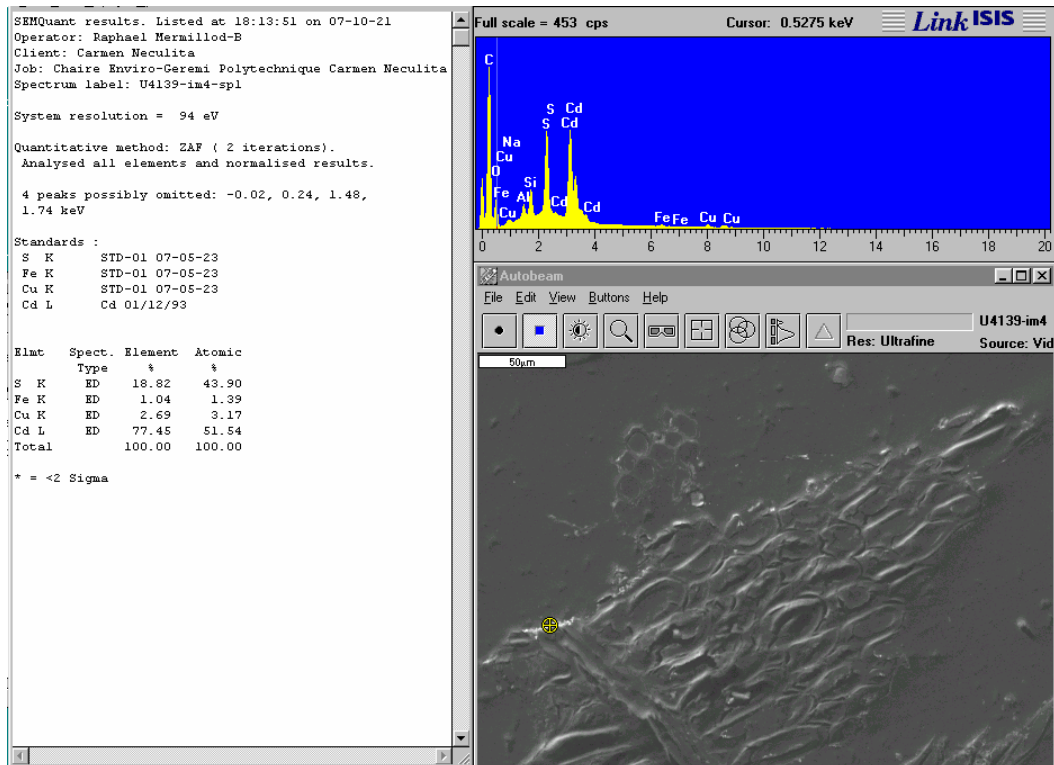 SEMQuant results. Listed at 18:13:51 on 07-10-21
Operator: Raphael Mermillod-B
Client: Carmen Neculita
Job: Chaire Enviro-Geremi Polytechnique Carmen Neculita
Spectrum label: U4139-im4-sp1
System resolution = 94 eV
Quantitative method: ZAF ( 2 iterations).
Analysed all elements and normalised results.
4 peaks possibly omitted: -0.02, 0.24, 1.48,
1.74 keV
Standards :
S K STD-01 07-05-23
Fe K STD-01 07-05-23
Cu K STD-01 07-05-23
Cd L Cd 01/12/93
Elmt Spect. Element Atomic
Type % %
S K ED 18.82 43.90
Fe K ED 1.04 1.39
Cu K ED 2.69 3.17
Cd L ED 77.45 51.54
Total 100.00 100.00
* = <2 Sigma
Full scale = 453 cps Cursor: 0.5275 keV Link ISIS
C
S Cd
S Cd
Na
Cu
O
Si
Fe Al Cd Cd
Cu Fe Fe Cu Cu
0 2 4 6 8 10 12 14 16 18 20
Autobeam
File Edit View Buttons Help
U4139-im4
Res: Ultrafine Source: Vid
50µm